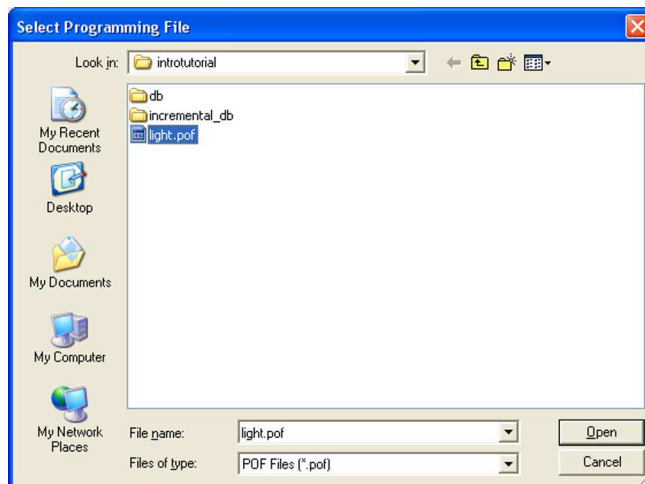 Select Programming File
Look in: introtutorial
db
incremental_db
light.pof
My Recent
Documents
Desktop
My Documents
My Computer
My Network
Places
File name: light.pof Open
Files of type: POF Files (*.pof) Cancel